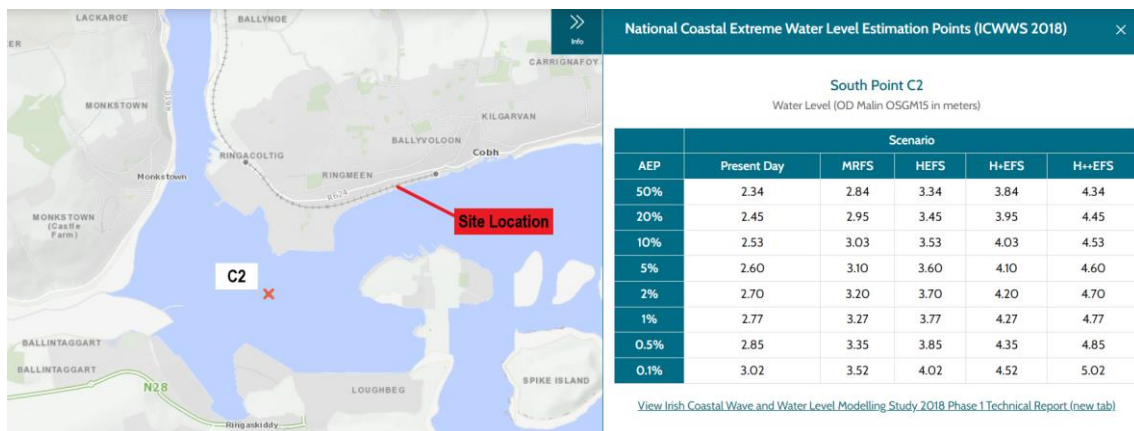 LACKAROE
BALLYNOE
Info
CARRIGNAFOY
MONKSTOWN
R610
KILGARVAN
BALLYVOLOON
Cobh
RINGACOLTIG
Monkstown
RINGMEEN
R624
Site Location
MONKSTOWN
(Castle
Farm)
C2
BALLINTAGGART
BALLINTAGGART
N28
LOUGHBEG
SPIKE ISLAND
Ringaskiddy
National Coastal Extreme Water Level Estimation Points (ICWWS 2018)
South Point C2
Water Level (OD Malin OSGM15 in meters)
Scenario
AEP Present Day MRFS HEFS H+EFS H++EFS
50% 2.34 2.84 3.34 3.84 4.34
20% 2.45 2.95 3.45 3.95 4.45
10% 2.53 3.03 3.53 4.03 4.53
5% 2.60 3.10 3.60 4.10 4.60
2% 2.70 3.20 3.70 4.20 4.70
1% 2.77 3.27 3.77 4.27 4.77
0.5% 2.85 3.35 3.85 4.35 4.85
0.1% 3.02 3.52 4.02 4.52 5.02
View Irish Coastal Wave and Water Level Modelling Study 2018 Phase 1 Technical Report (new tab)